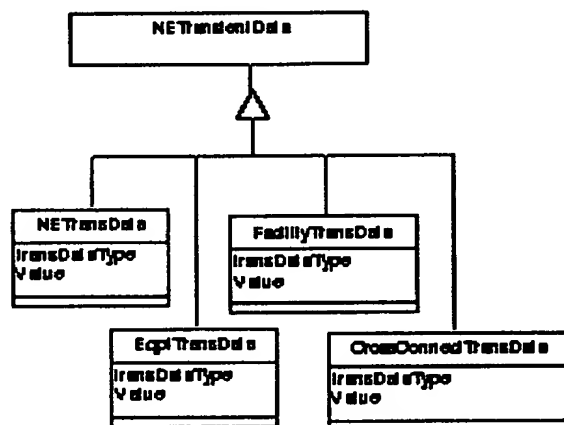 NETransientData
NETransData
transDataType
Value
FacilityTransData
transDataType
Value
EqptTransData
transDataType
Value
CrossConnectTransData
transDataType
Value